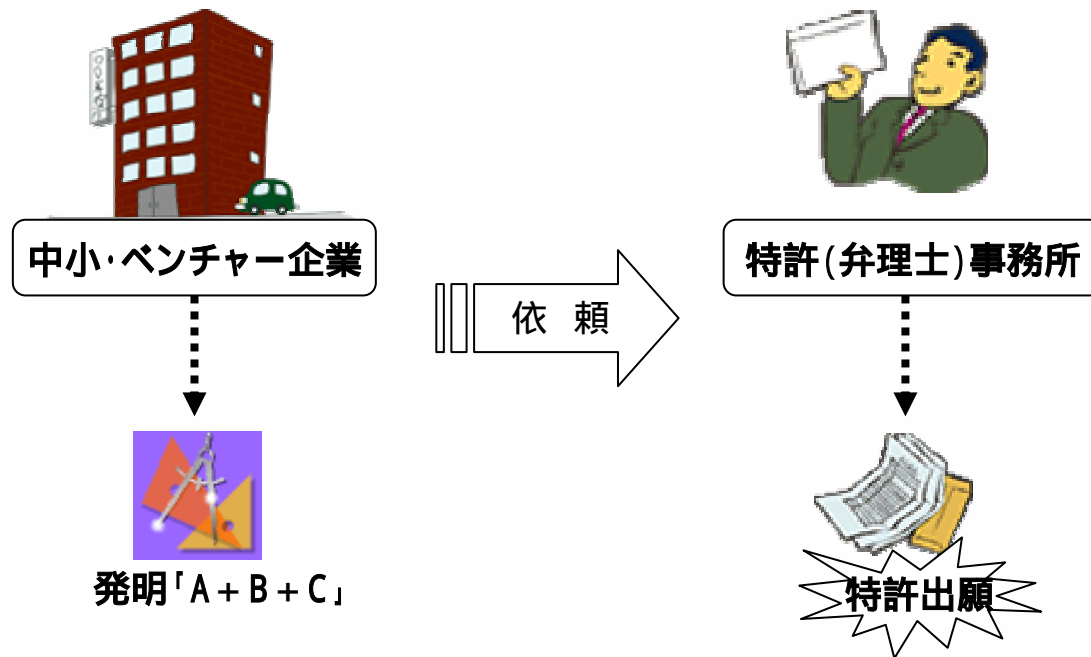 中小・ベンチャー企業
特許(弁理士)事務所
依 頼
発明「A+B+C」
特許出願